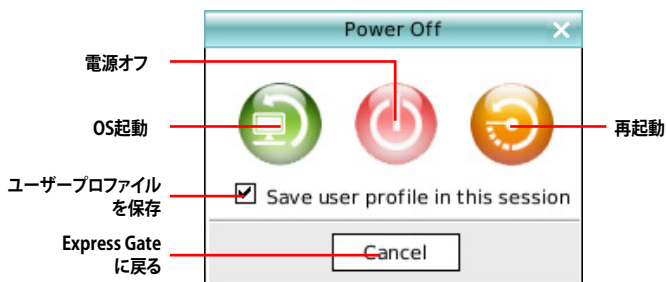 Power Off
電源オフ
OS起動
再起動
ユーザープロファイル
を保存
Save user profile in this session
Express Gate
に戻る
Cancel